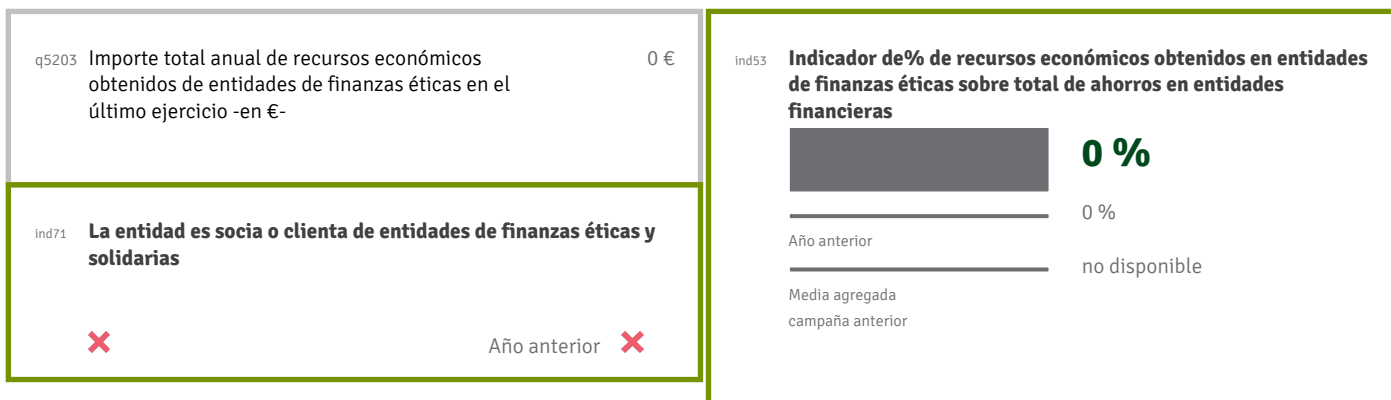 q5203 Importe total anual de recursos económicos 0 €
obtenidos de entidades de finanzas éticas en el
último ejercicio -en €-
ind71 La entidad es socia o clienta de entidades de finanzas éticas y
solidarias
Año anterior
ind53 Indicador de% de recursos económicos obtenidos en entidades
de finanzas éticas sobre total de ahorros en entidades
financieras
0 %
0 %
Año anterior
no disponible
Media agregada
campaña anterior